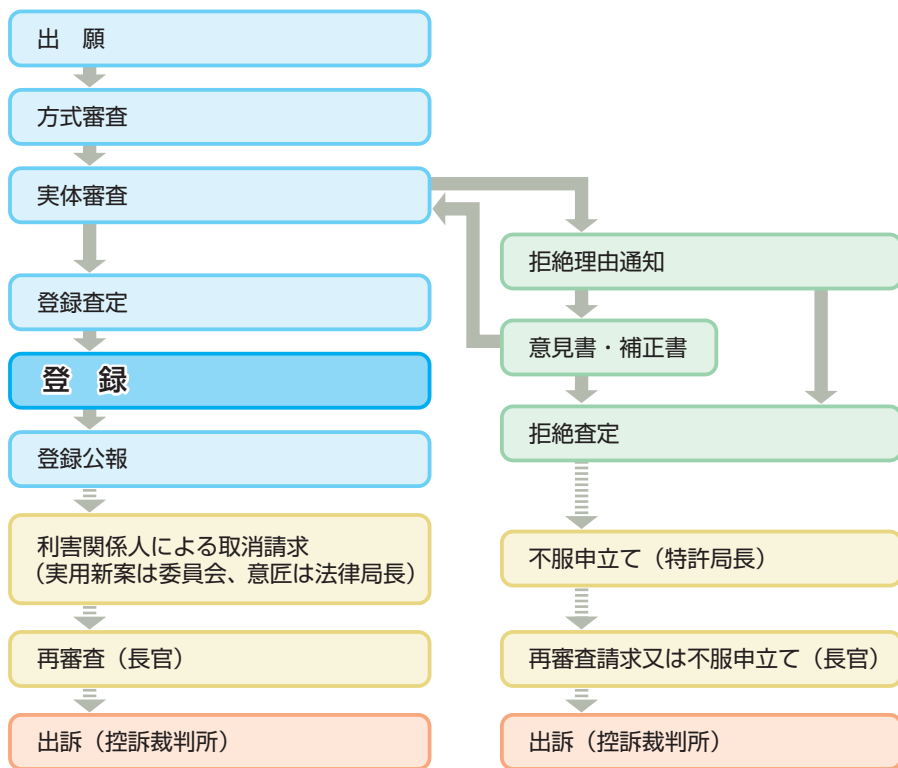 出　願
方式審査
実体審査
登録査定
登　録
登録公報
利害関係人による取消請求
（実用新案は委員会、意匠は法律局長）
再審査（長官）
出訴（控訴裁判所）
拒絶理由通知
意見書・補正書
拒絶査定
不服申立て（特許局長）
再審査請求又は不服申立て（長官）
出訴（控訴裁判所）